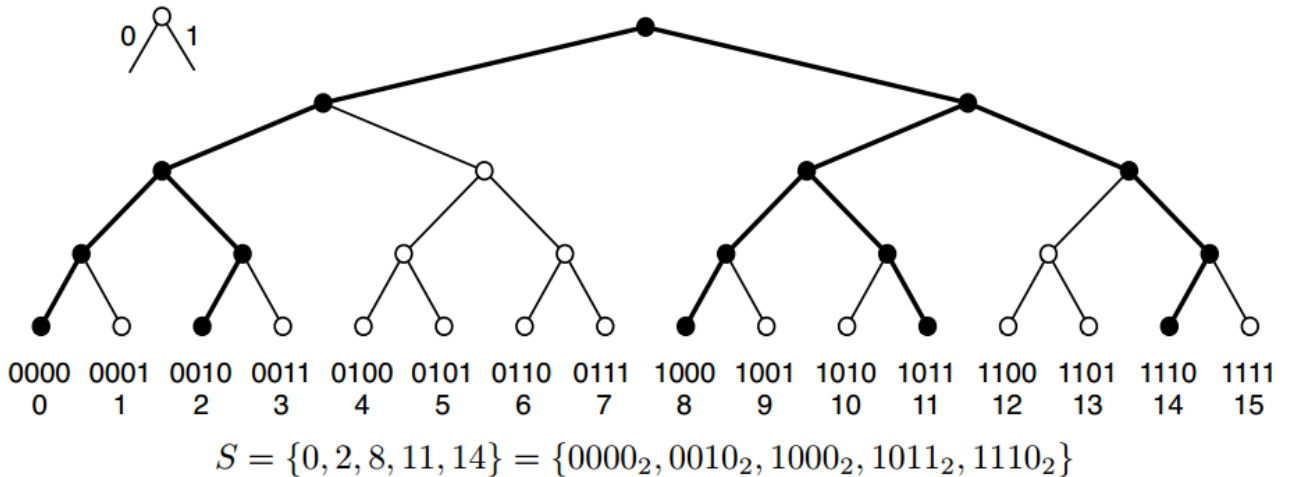 0 1
0000 0001 0010 0011 0100 0101 0110 0111 1000 1001 1010 1011 1100 1101 1110 1111
0 1 2 3 4 5 6 7 8 9 10 11 12 13 14 15
S = {0, 2, 8, 11, 14} = {0000₂, 0010₂, 1000₂, 1011₂, 1110₂}